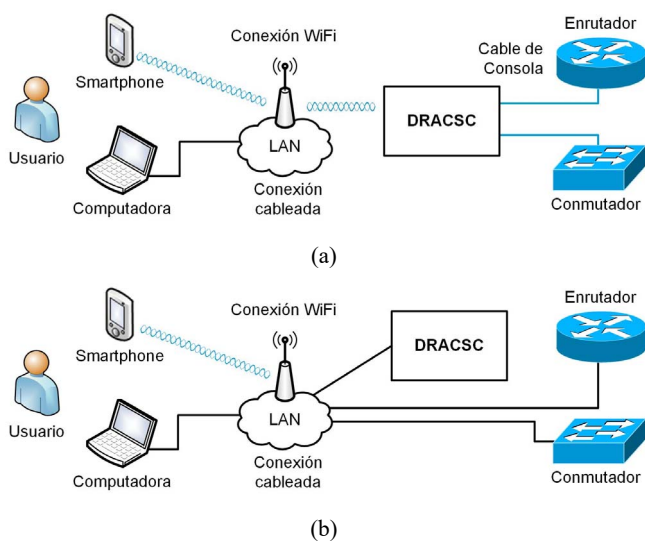 Conexión WiFi
Enrutador
Cable de
Consola
Smartphone
DRACSC
LAN
Usuario
Conexión
cableada
Computadora
Conmutador
(a)
Conexión WiFi
Enrutador
DRACSC
Smartphone
LAN
Usuario
Conexión
cableada
Computadora
Conmutador
(b)